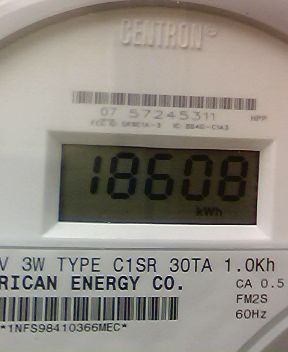 CENTRON®
07 57245311
HPP
18608
kWh
V 3W TYPE C1SR 30TA 1.0Kh
RICAN ENERGY CO.
CA 0.5
FM2S
60Hz
*1NFS98410366MEC*